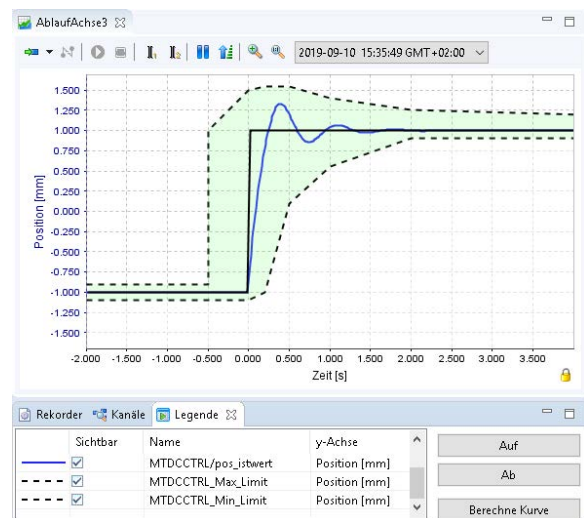 AblaufAchse3
2019-09-10 15:35:49 GMT+02:00
1.500
1.250
1.000
0.750
0.500
0.250
0.000
-0.250
-0.500
-0.750
-1.000
-1.250
-1.500
Position [mm]
-2.000 -1.500 -1.000 -0.500 0.000 0.500 1.000 1.500 2.000 2.500 3.000 3.500
Zeit [s]
Rekorder Kanäle Legende
Sichtbar Name y-Achse
MTDCCTRL/pos_istwert Position [mm]
MTDCCTRL_Max_Limit Position [mm]
MTDCCTRL_Min_Limit Position [mm]
Auf
Ab
Berechne Kurve